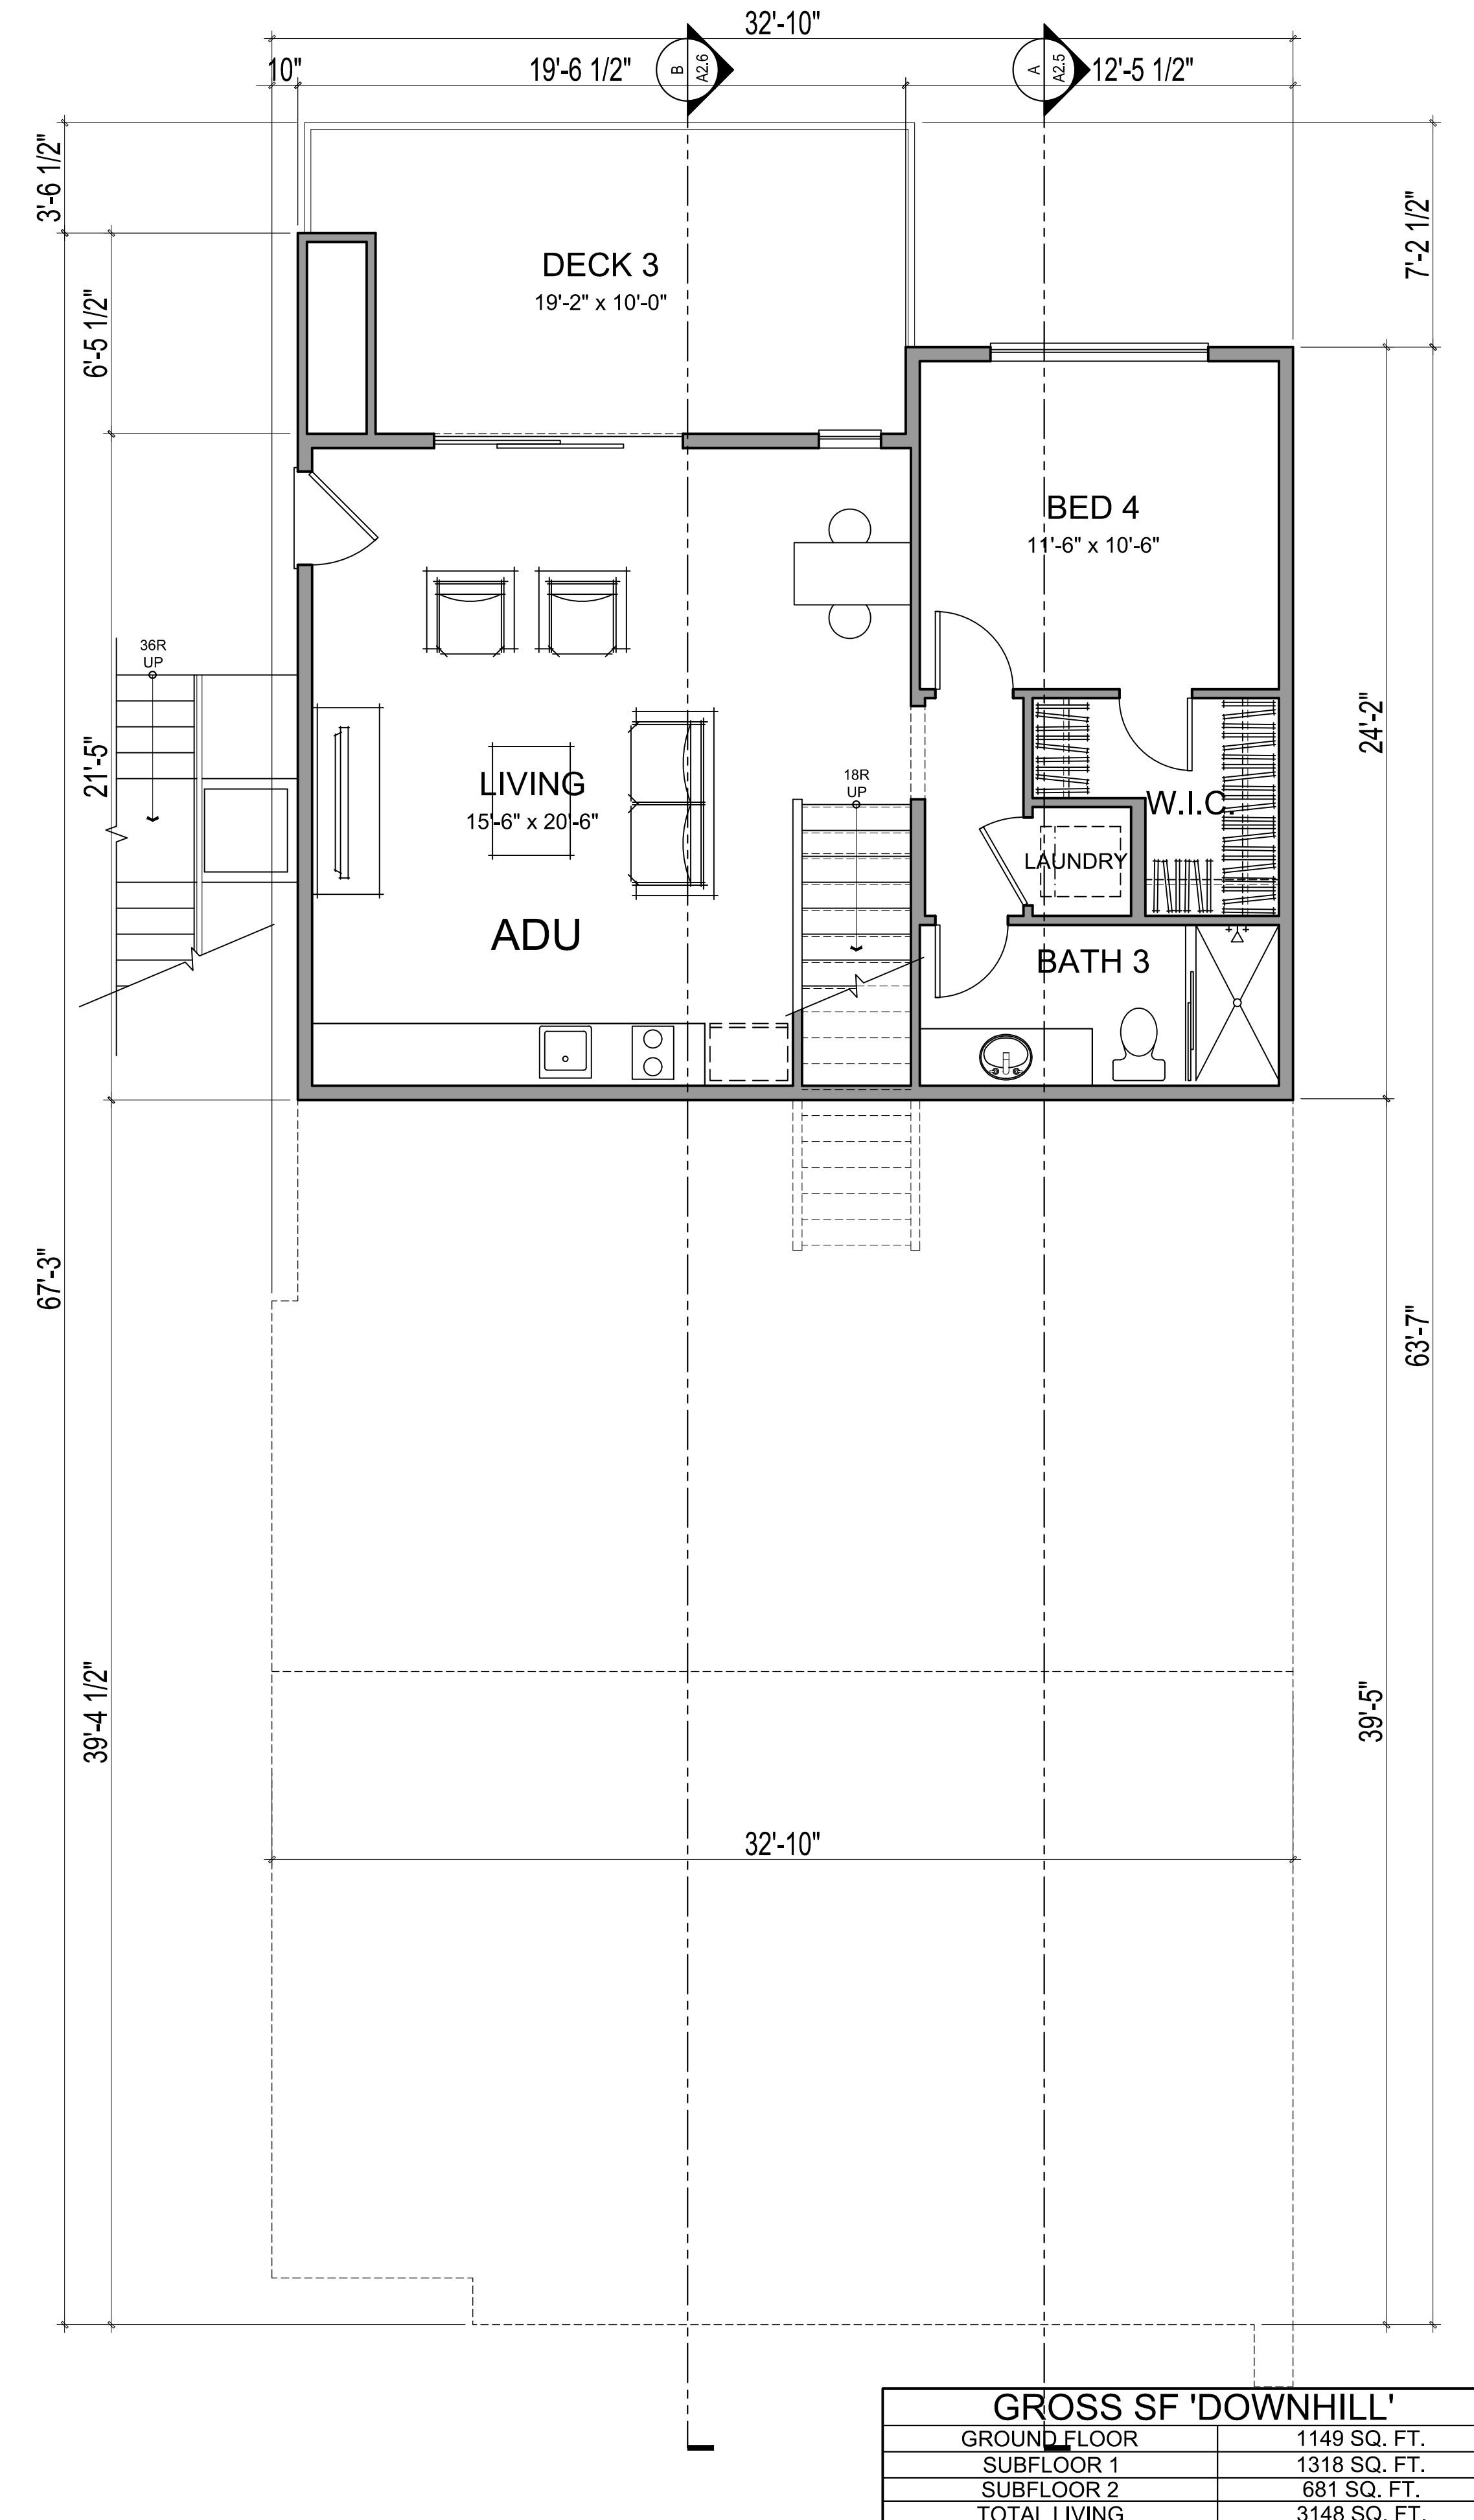 32'-10"
10"
19'-6 1/2"
B
A2.6
A
A2.5
12'-5 1/2"
3'-6 1/2"
7'-2 1/2"
DECK 3
19'-2" x 10'-0"
6'-5 1/2"
BED 4
11'-6" x 10'-6"
36R
UP
21'-5"
24'-2"
LIVING
15'-6" x 20'-6"
18R
UP
W.I.C.
LAUNDRY
ADU
BATH 3
67'-3"
63'-7"
39'-4 1/2"
39'-5"
32'-10"
GROSS SF 'DOWNHILL'
GROUND FLOOR 1149 SQ. FT.
SUBFLOOR 1 1318 SQ. FT.
SUBFLOOR 2 681 SQ. FT.
TOTAL LIVING 3148 SQ. FT.